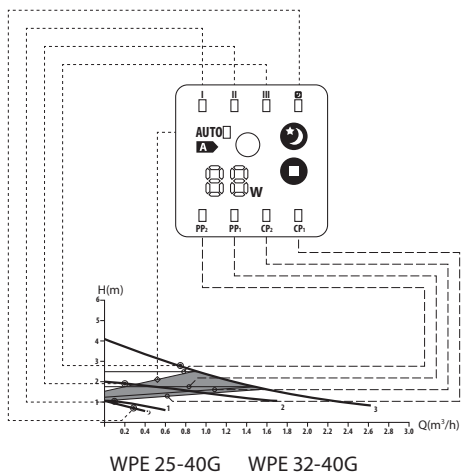 I II III
AUTO
A
88 W
PP2 PP1 CP2 CP1
H(m)
6
5
4
3
2
1
1 2 3
Q(m³/h)
0.2 0.4 0.6 0.8 1.0 1.2 1.4 1.6 1.8 2.0 2.2 2.4 2.6 2.8 3.0
WPE 25-40G WPE 32-40G